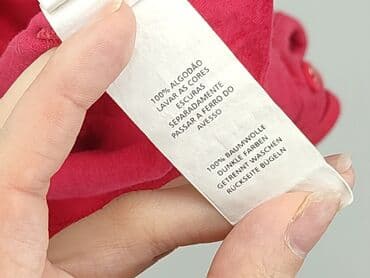 100% ALGODÃO
LAVAR AS CORES
ESCURAS
SEPARADAMENTE
PASSAR A FERRO DO
AVESSO
100% BAUMWOLLE
DUNKLE FARBEN
GETRENNT WASCHEN
RÜCKSEITE BÜGELN